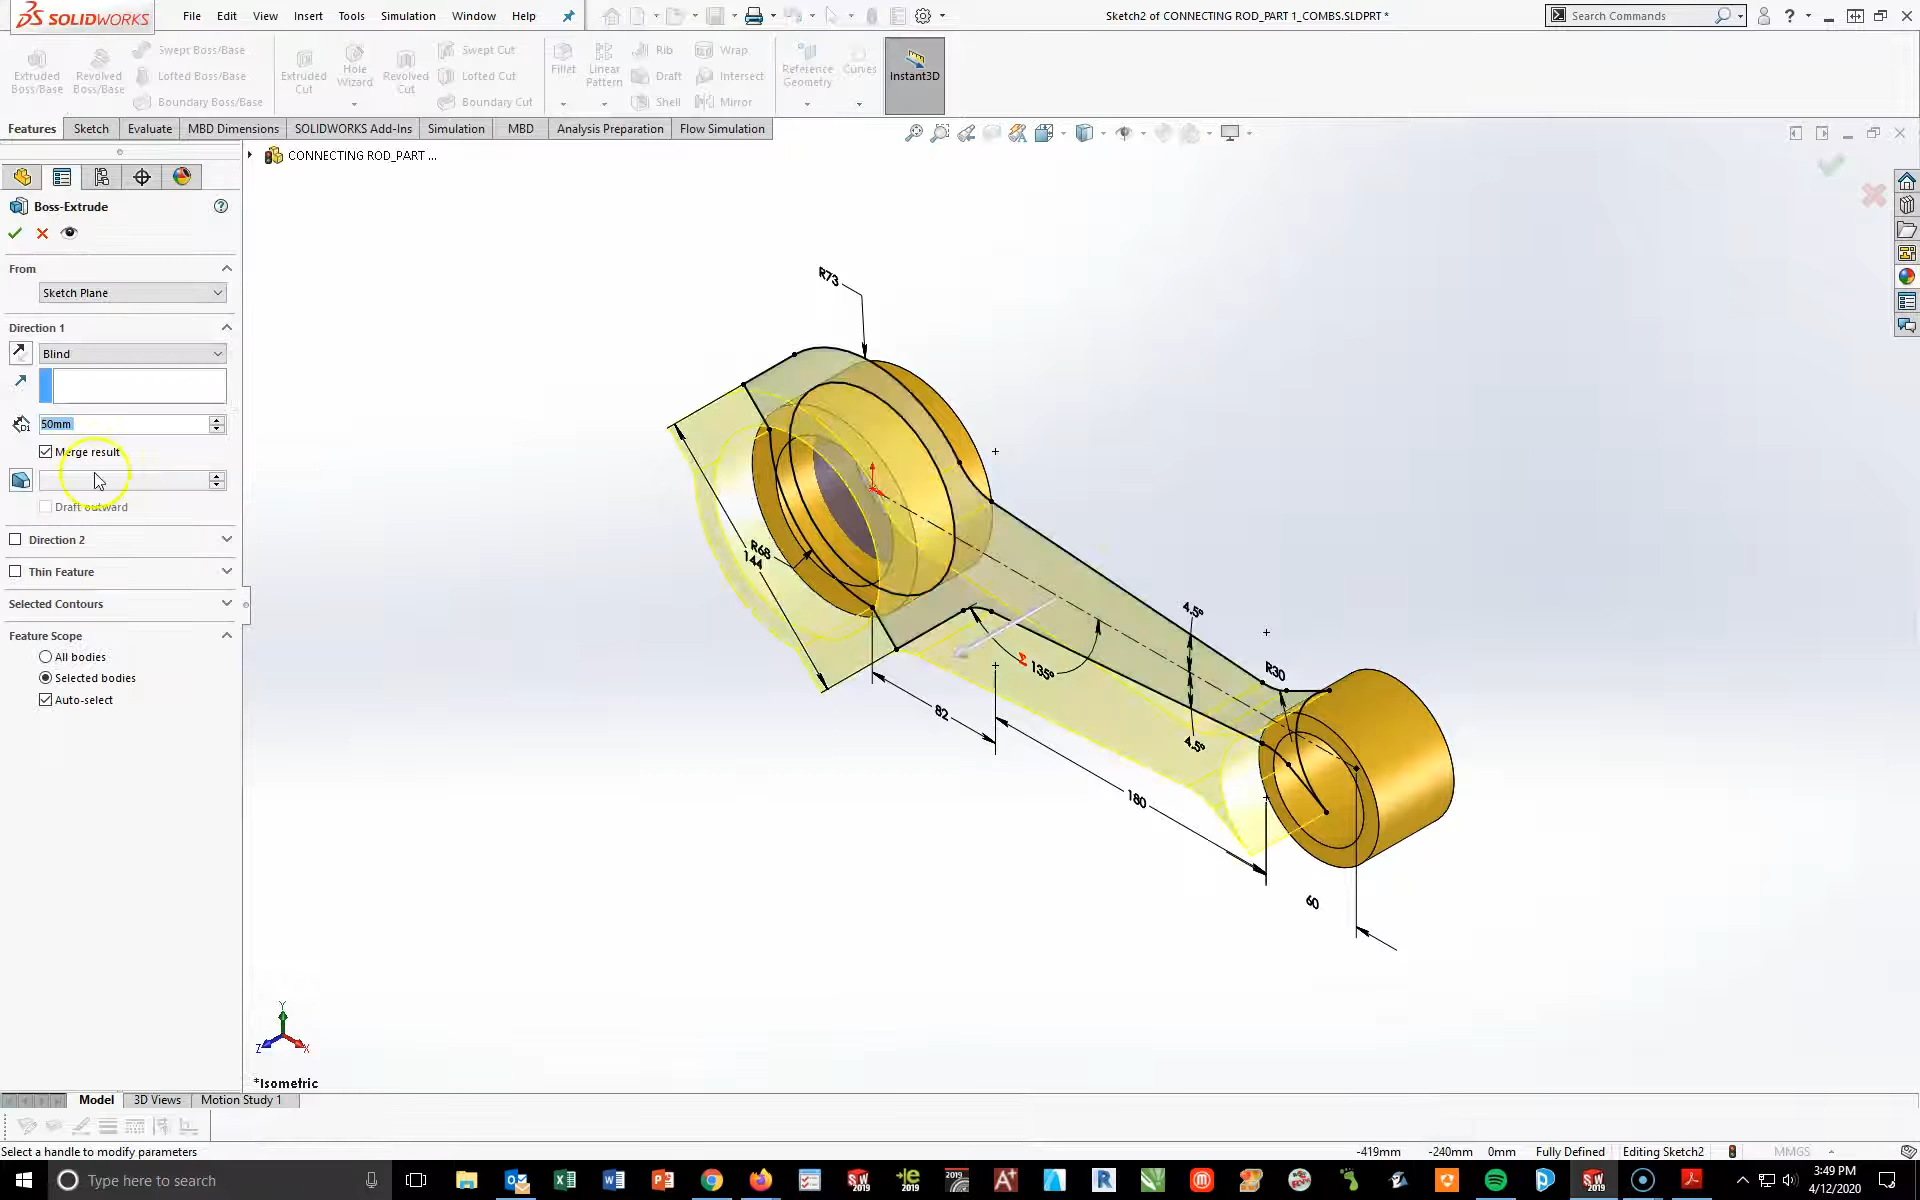 SOLIDWORKS
File Edit View Insert Tools Simulation Window Help
Sketch2 of CONNECTING ROD_PART 1_COMBS.SLDPRT *
Search Commands
Extruded Boss/Base
Revolved Boss/Base
Swept Boss/Base
Lofted Boss/Base
Boundary Boss/Base
Extruded Cut
Hole Wizard
Revolved Cut
Swept Cut
Lofted Cut
Boundary Cut
Fillet
Linear Pattern
Rib
Draft
Shell
Wrap
Intersect
Mirror
Reference Geometry
Curves
Instant3D
Features Sketch Evaluate MBD Dimensions SOLIDWORKS Add-Ins Simulation MBD Analysis Preparation Flow Simulation
CONNECTING ROD_PART ...
Boss-Extrude
From
Sketch Plane
Direction 1
Blind
50mm
Merge result
Draft outward
Direction 2
Thin Feature
Selected Contours
Feature Scope
All bodies
Selected bodies
Auto-select
R73
R68
144
4.5°
135°
R30
82
4.5°
180
60
Y
Z X
*Isometric
Model 3D Views Motion Study 1
Select a handle to modify parameters
-419mm -240mm 0mm Fully Defined Editing Sketch2 MMGS
Type here to search
3:49 PM
4/12/2020